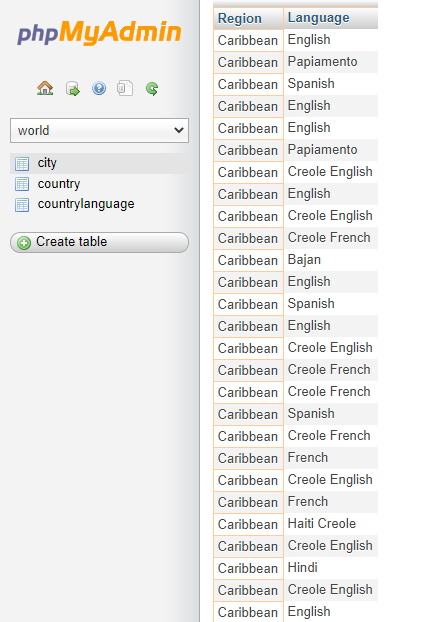 phpMyAdmin
world
city
country
countrylanguage
Create table
Region Language
Caribbean English
Caribbean Papiamento
Caribbean Spanish
Caribbean English
Caribbean English
Caribbean Papiamento
Caribbean Creole English
Caribbean English
Caribbean Creole English
Caribbean Creole French
Caribbean Bajan
Caribbean English
Caribbean Spanish
Caribbean English
Caribbean Creole English
Caribbean Creole French
Caribbean Creole French
Caribbean Spanish
Caribbean Creole French
Caribbean French
Caribbean Creole English
Caribbean French
Caribbean Haiti Creole
Caribbean Creole English
Caribbean Hindi
Caribbean Creole English
Caribbean English